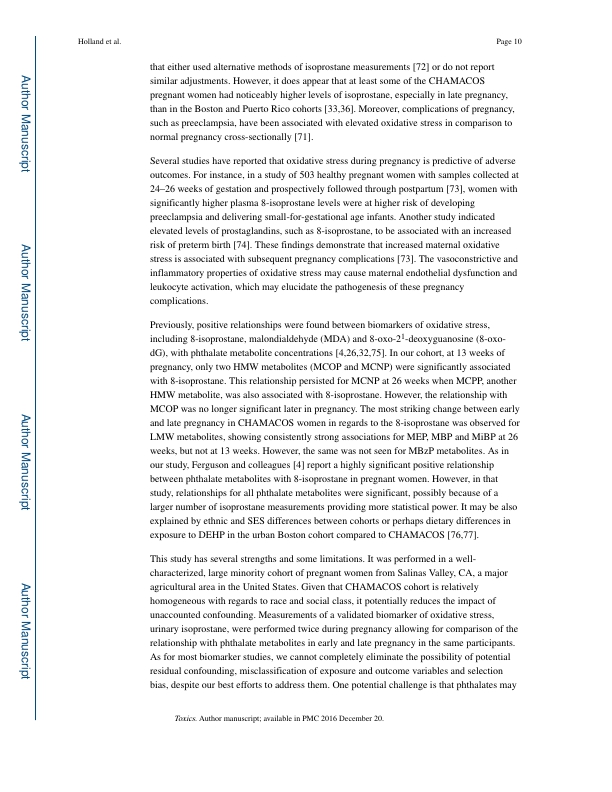 Holland et al.
Page 10
that either used alternative methods of isoprostane measurements [72] or do not report
similar adjustments. However, it does appear that at least some of the CHAMACOS
pregnant women had noticeably higher levels of isoprostane, especially in late pregnancy,
than in the Boston and Puerto Rico cohorts [33,36]. Moreover, complications of pregnancy,
such as preeclampsia, have been associated with elevated oxidative stress in comparison to
normal pregnancy cross-sectionally [71].
Several studies have reported that oxidative stress during pregnancy is predictive of adverse
outcomes. For instance, in a study of 503 healthy pregnant women with samples collected at
24–26 weeks of gestation and prospectively followed through postpartum [73], women with
significantly higher plasma 8-isoprostane levels were at higher risk of developing
preeclampsia and delivering small-for-gestational age infants. Another study indicated
elevated levels of prostaglandins, such as 8-isoprostane, to be associated with an increased
risk of preterm birth [74]. These findings demonstrate that increased maternal oxidative
stress is associated with subsequent pregnancy complications [73]. The vasoconstrictive and
inflammatory properties of oxidative stress may cause maternal endothelial dysfunction and
leukocyte activation, which may elucidate the pathogenesis of these pregnancy
complications.
Previously, positive relationships were found between biomarkers of oxidative stress,
including 8-isoprostane, malondialdehyde (MDA) and 8-oxo-2¹-deoxyguanosine (8-oxo-
dG), with phthalate metabolite concentrations [4,26,32,75]. In our cohort, at 13 weeks of
pregnancy, only two HMW metabolites (MCOP and MCNP) were significantly associated
with 8-isoprostane. This relationship persisted for MCNP at 26 weeks when MCPP, another
HMW metabolite, was also associated with 8-isoprostane. However, the relationship with
MCOP was no longer significant later in pregnancy. The most striking change between early
and late pregnancy in CHAMACOS women in regards to the 8-isoprostane was observed for
LMW metabolites, showing consistently strong associations for MEP, MBP and MiBP at 26
weeks, but not at 13 weeks. However, the same was not seen for MBzP metabolites. As in
our study, Ferguson and colleagues [4] report a highly significant positive relationship
between phthalate metabolites with 8-isoprostane in pregnant women. However, in that
study, relationships for all phthalate metabolites were significant, possibly because of a
larger number of isoprostane measurements providing more statistical power. It may be also
explained by ethnic and SES differences between cohorts or perhaps dietary differences in
exposure to DEHP in the urban Boston cohort compared to CHAMACOS [76,77].
This study has several strengths and some limitations. It was performed in a well-
characterized, large minority cohort of pregnant women from Salinas Valley, CA, a major
agricultural area in the United States. Given that CHAMACOS cohort is relatively
homogeneous with regards to race and social class, it potentially reduces the impact of
unaccounted confounding. Measurements of a validated biomarker of oxidative stress,
urinary isoprostane, were performed twice during pregnancy allowing for comparison of the
relationship with phthalate metabolites in early and late pregnancy in the same participants.
As for most biomarker studies, we cannot completely eliminate the possibility of potential
residual confounding, misclassification of exposure and outcome variables and selection
bias, despite our best efforts to address them. One potential challenge is that phthalates may
Toxics. Author manuscript; available in PMC 2016 December 20.
Author Manuscript
Author Manuscript
Author Manuscript
Author Manuscript